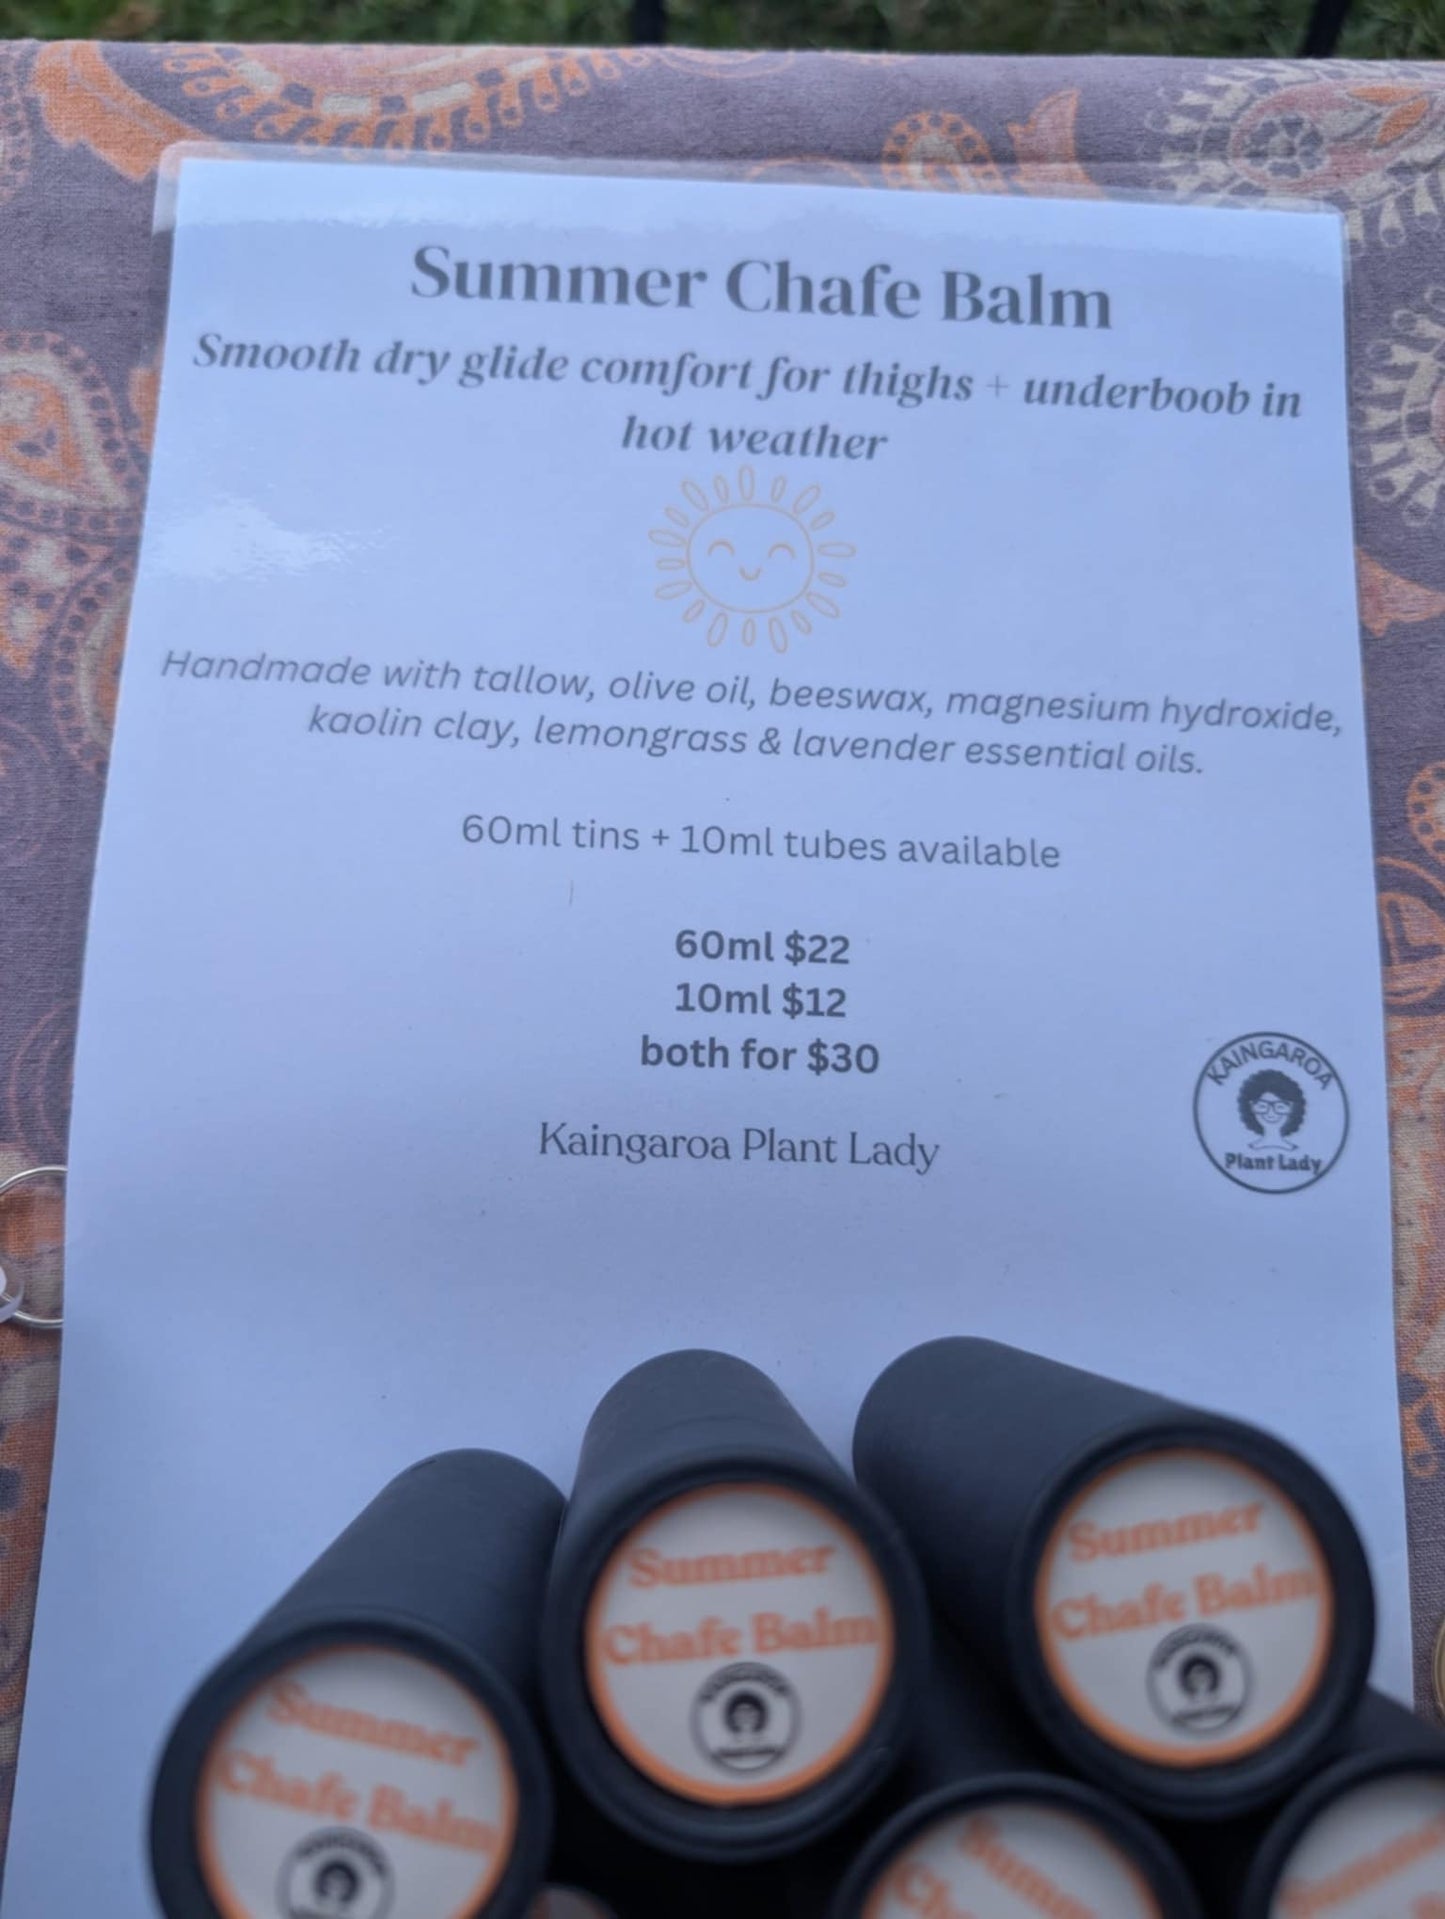 Summer Chafe Balm
Smooth dry glide comfort for thighs + underboob in
hot weather
Handmade with tallow, olive oil, beeswax, magnesium hydroxide,
kaolin clay, lemongrass & lavender essential oils.
60ml tins + 10ml tubes available
60ml $22
10ml $12
both for $30
Kaingaroa Plant Lady
KAINGAROA
Plant Lady
Summer
Chafe Balm
Summer
Chafe Balm
Summer
Chafe Balm